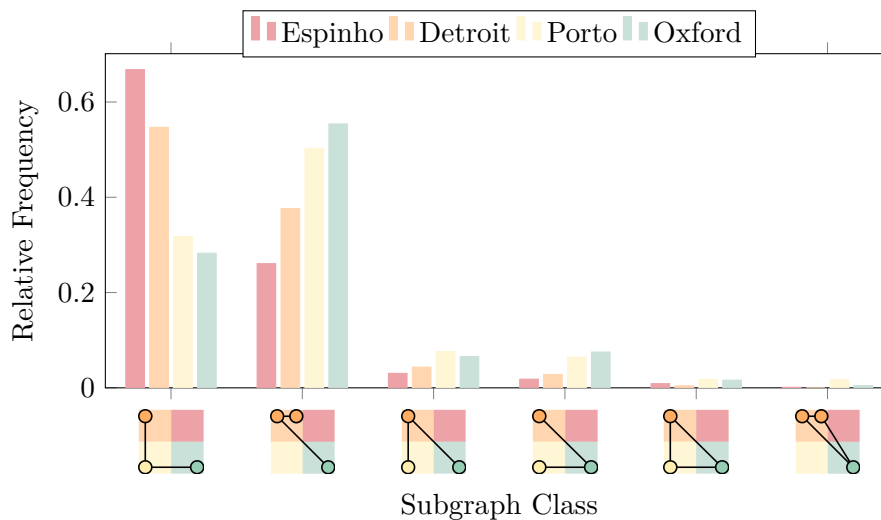 Espinho Detroit Porto Oxford
Relative Frequency
0.6
0.4
0.2
0
Subgraph Class